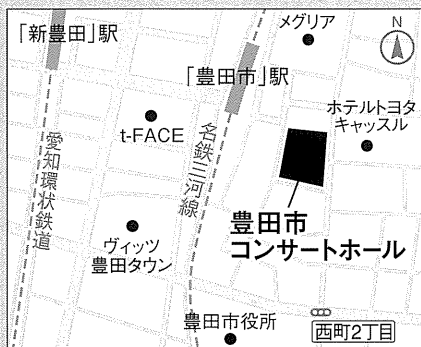 「新豊田」駅
メグリア
N
「豊田市」駅
ホテルトヨタ
キャッスル
t-FACE
名鉄三河線
愛知環状鉄道
豊田市
コンサートホール
ヴィッツ
豊田タウン
豊田市役所
西町2丁目